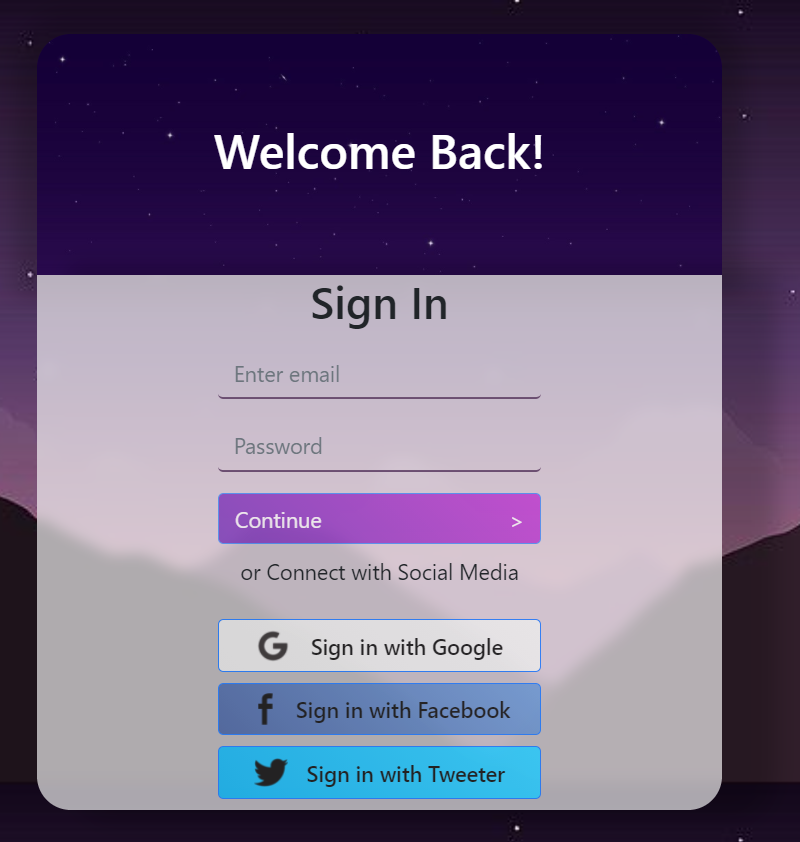 Welcome Back!
Sign In
Enter email
Password
Continue >
or Connect with Social Media
Sign in with Google
Sign in with Facebook
Sign in with Tweeter